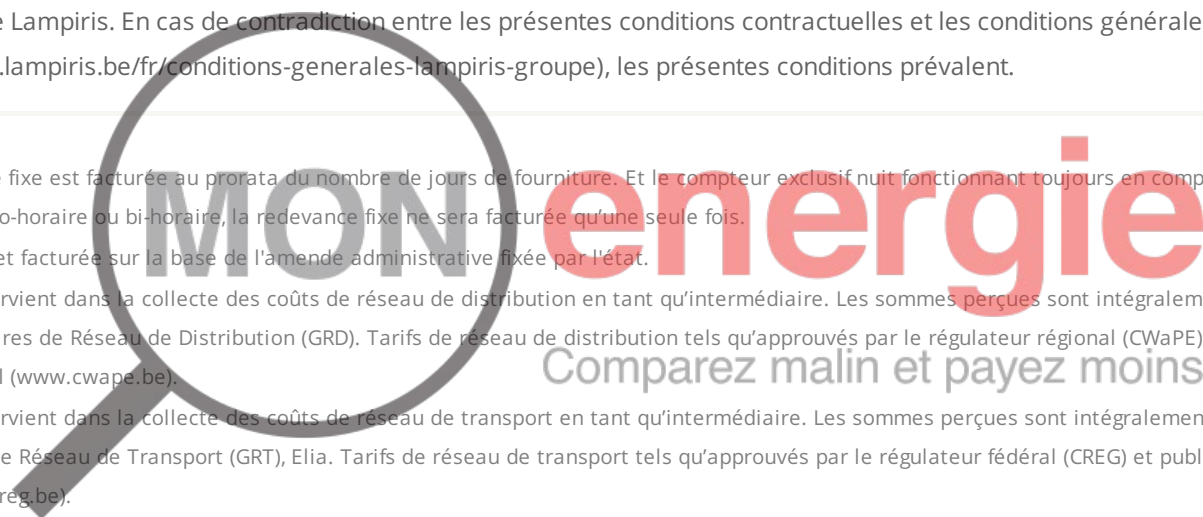 e Lampiris. En cas de contradiction entre les présentes conditions contractuelles et les conditions générale
.lampiris.be/fr/conditions-generales-lampiris-groupe), les présentes conditions prévalent.
e fixe est facturée au prorata du nombre de jours de fourniture. Et le compteur exclusif nuit fonctionnant toujours en comp
o-horaire ou bi-horaire, la redevance fixe ne sera facturée qu’une seule fois.
et facturée sur la base de l'amende administrative fixée par l'état.
MON energie
rvient dans la collecte des coûts de réseau de distribution en tant qu’intermédiaire. Les sommes perçues sont intégralem
ires de Réseau de Distribution (GRD). Tarifs de réseau de distribution tels qu’approuvés par le régulateur régional (CWaPE)
l (www.cwape.be).
Comparez malin et payez moins
rvient dans la collecte des coûts de réseau de transport en tant qu’intermédiaire. Les sommes perçues sont intégralemen
e Réseau de Transport (GRT), Elia. Tarifs de réseau de transport tels qu’approuvés par le régulateur fédéral (CREG) et publ
reg.be).